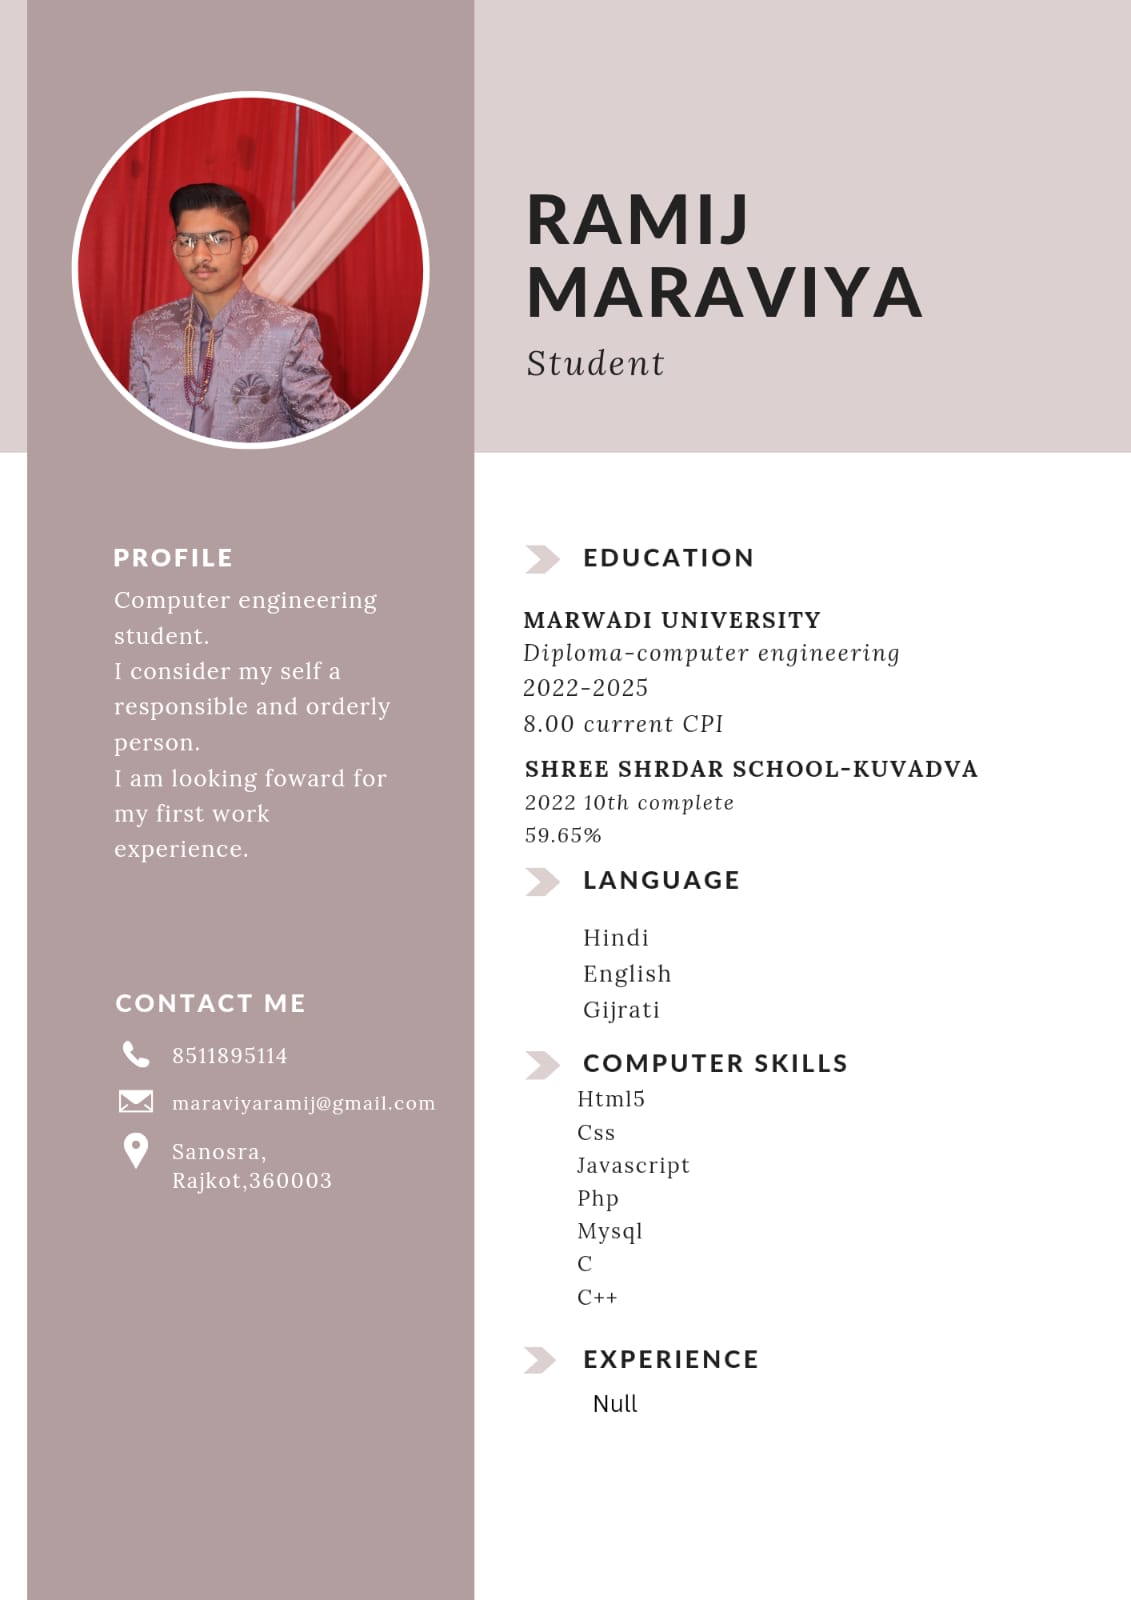 RAMIJ
MARAVIYA
Student
PROFILE
Computer engineering
student.
I consider my self a
responsible and orderly
person.
I am looking foward for
my first work
experience.
CONTACT ME
8511895114
maraviyaramij@gmail.com
Sanosra,
Rajkot,360003
EDUCATION
MARWADI UNIVERSITY
Diploma-computer engineering
2022-2025
8.00 current CPI
SHREE SHRDAR SCHOOL-KUVADVA
2022 10th complete
59.65%
LANGUAGE
Hindi
English
Gijrati
COMPUTER SKILLS
Html5
Css
Javascript
Php
Mysql
C
C++
EXPERIENCE
Null